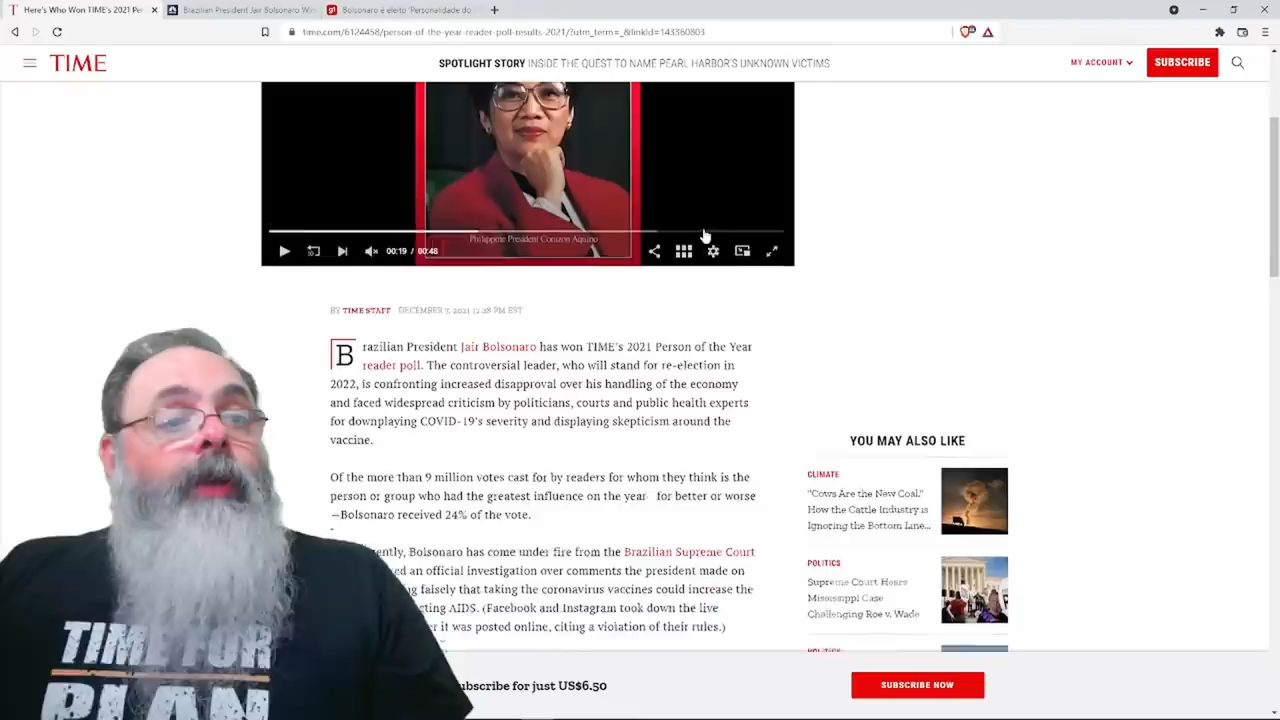 Here's Who Won TIME's 2021 Per
Brazilian President Jair Bolsonaro Win
g1
Bolsonaro é eleito 'Personalidade do
time.com/6124458/person-of-the-year-reader-poll-results-2021/?utm_term=_&linkId=143360803
TIME
SPOTLIGHT STORY INSIDE THE QUEST TO NAME PEARL HARBOR'S UNKNOWN VICTIMS
MY ACCOUNT
SUBSCRIBE
Philippine President Corazon Aquino
10
00:19 / 00:48
BY TIME STAFF DECEMBER 7, 2021 12:28 PM EST
Brazilian President Jair Bolsonaro has won TIME's 2021 Person of the Year
reader poll. The controversial leader, who will stand for re-election in
2022, is confronting increased disapproval over his handling of the economy
and faced widespread criticism by politicians, courts and public health experts
for downplaying COVID-19's severity and displaying skepticism around the
vaccine.
Of the more than 9 million votes cast for by readers for whom they think is the
person or group who had the greatest influence on the year for better or worse
—Bolsonaro received 24% of the vote.
ently, Bolsonaro has come under fire from the Brazilian Supreme Court
ed an official investigation over comments the president made on
g falsely that taking the coronavirus vaccines could increase the
cting AIDS. (Facebook and Instagram took down the live
r it was posted online, citing a violation of their rules.)
YOU MAY ALSO LIKE
CLIMATE
"Cows Are the New Coal."
How the Cattle Industry is
Ignoring the Bottom Line...
POLITICS
Supreme Court Hears
Mississippi Case
Challenging Roe v. Wade
ubscribe for just US$6.50
SUBSCRIBE NOW